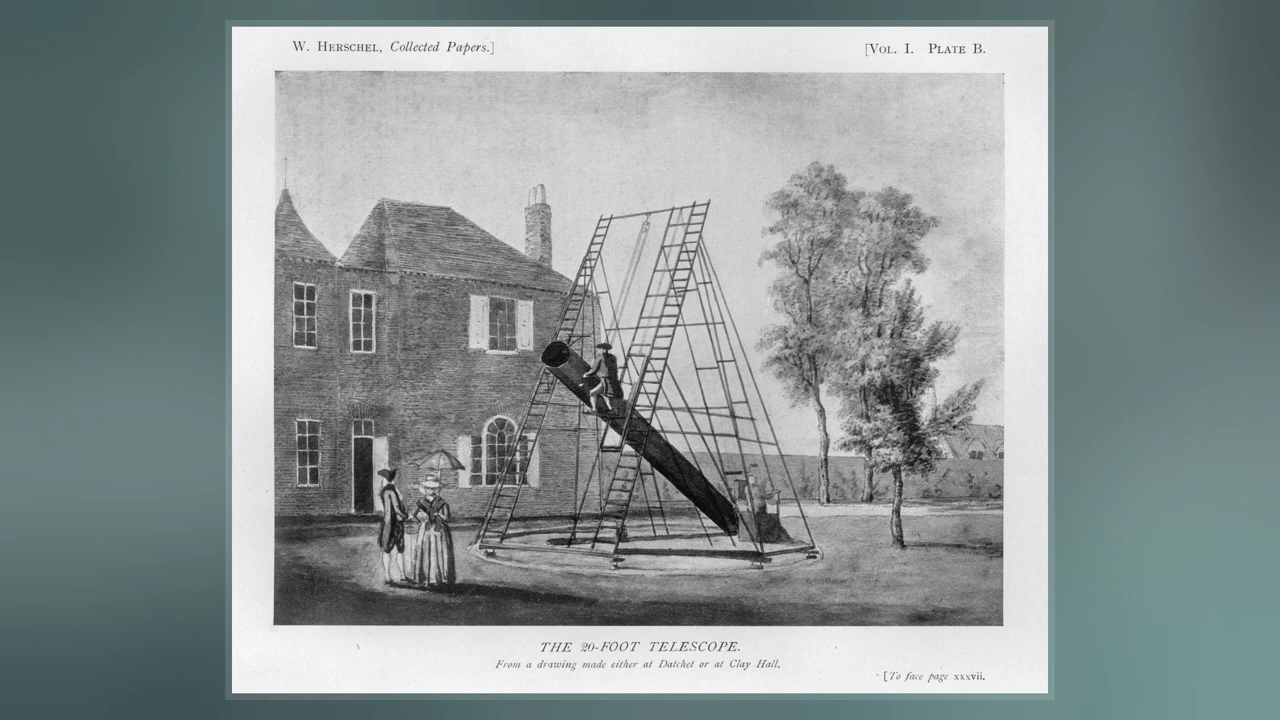 W. HERSCHEL, Collected Papers.]
[VOL. I. PLATE B.
THE 20-FOOT TELESCOPE.
From a drawing made either at Datchet or at Clay Hall.
[To face page xxxvii.